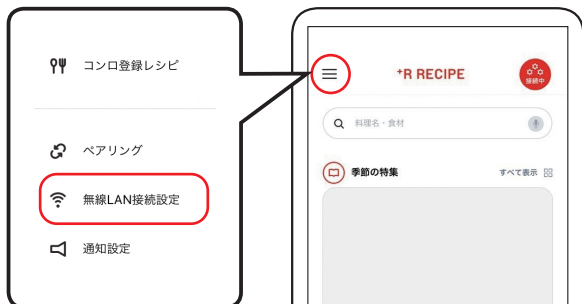 コンロ登録レシピ
ペアリング
無線LAN接続設定
通知設定
+R RECIPE
接続中
料理名・食材
季節の特集
すべて表示